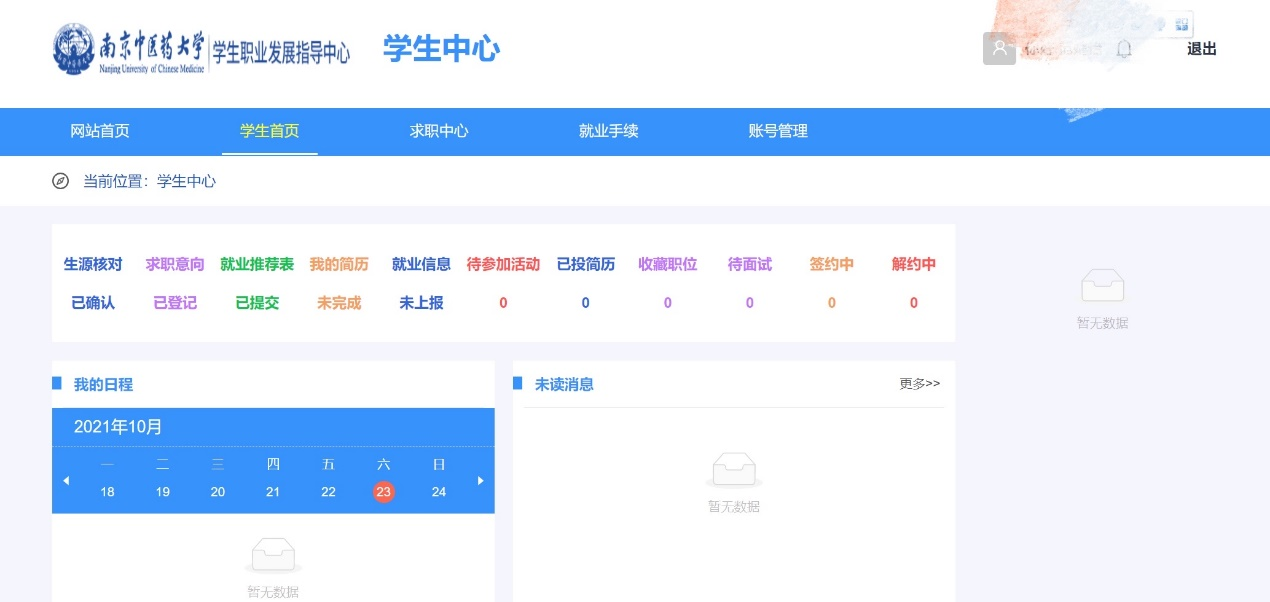 南京中医药大学
Nanjing University of Chinese Medicine
学生职业发展指导中心
学生中心
退出
网站首页 学生首页 求职中心 就业手续 账号管理
当前位置：学生中心
生源核对 求职意向 就业推荐表 我的简历 就业信息 待参加活动 已投简历 收藏职位 待面试 签约中 解约中
已确认 已登记 已提交 未完成 未上报 0 0 0 0 0 0
暂无数据
我的日程
2021年10月
一 二 三 四 五 六 日
18 19 20 21 22 23 24
暂无数据
未读消息 更多>>
暂无数据